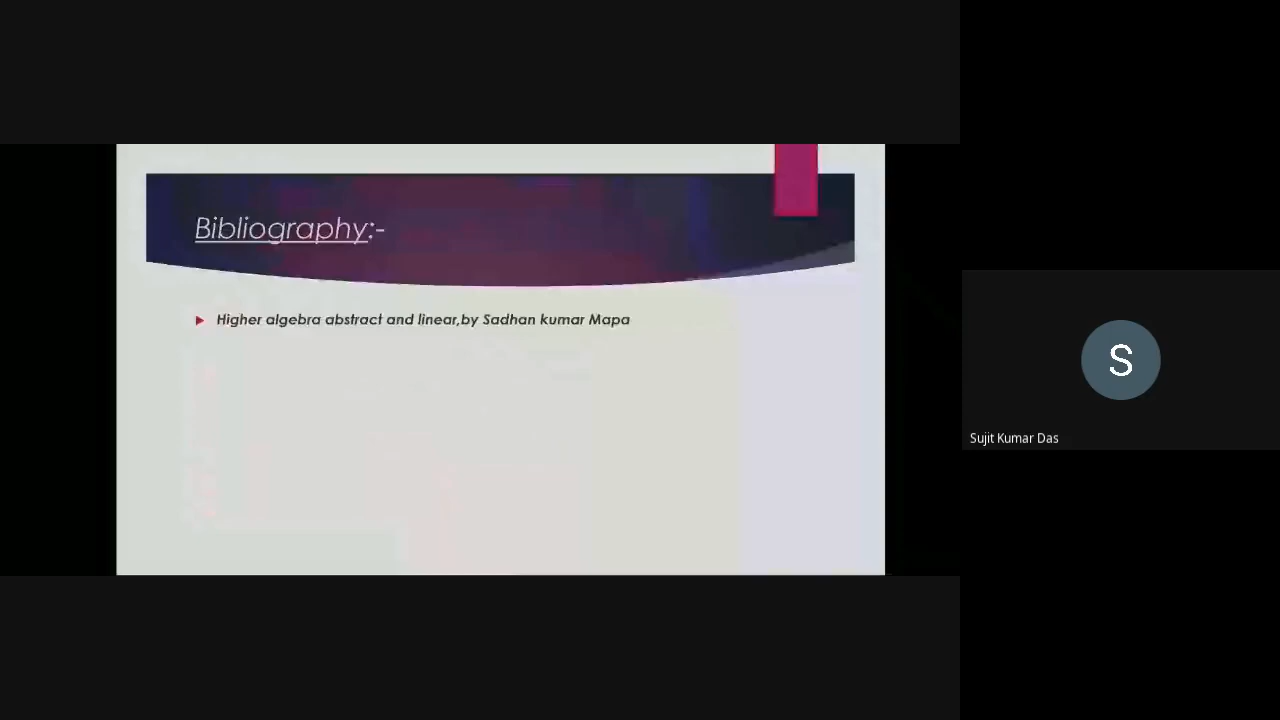 Bibliography:-
Higher algebra abstract and linear,by Sadhan kumar Mapa
S
Sujit Kumar Das